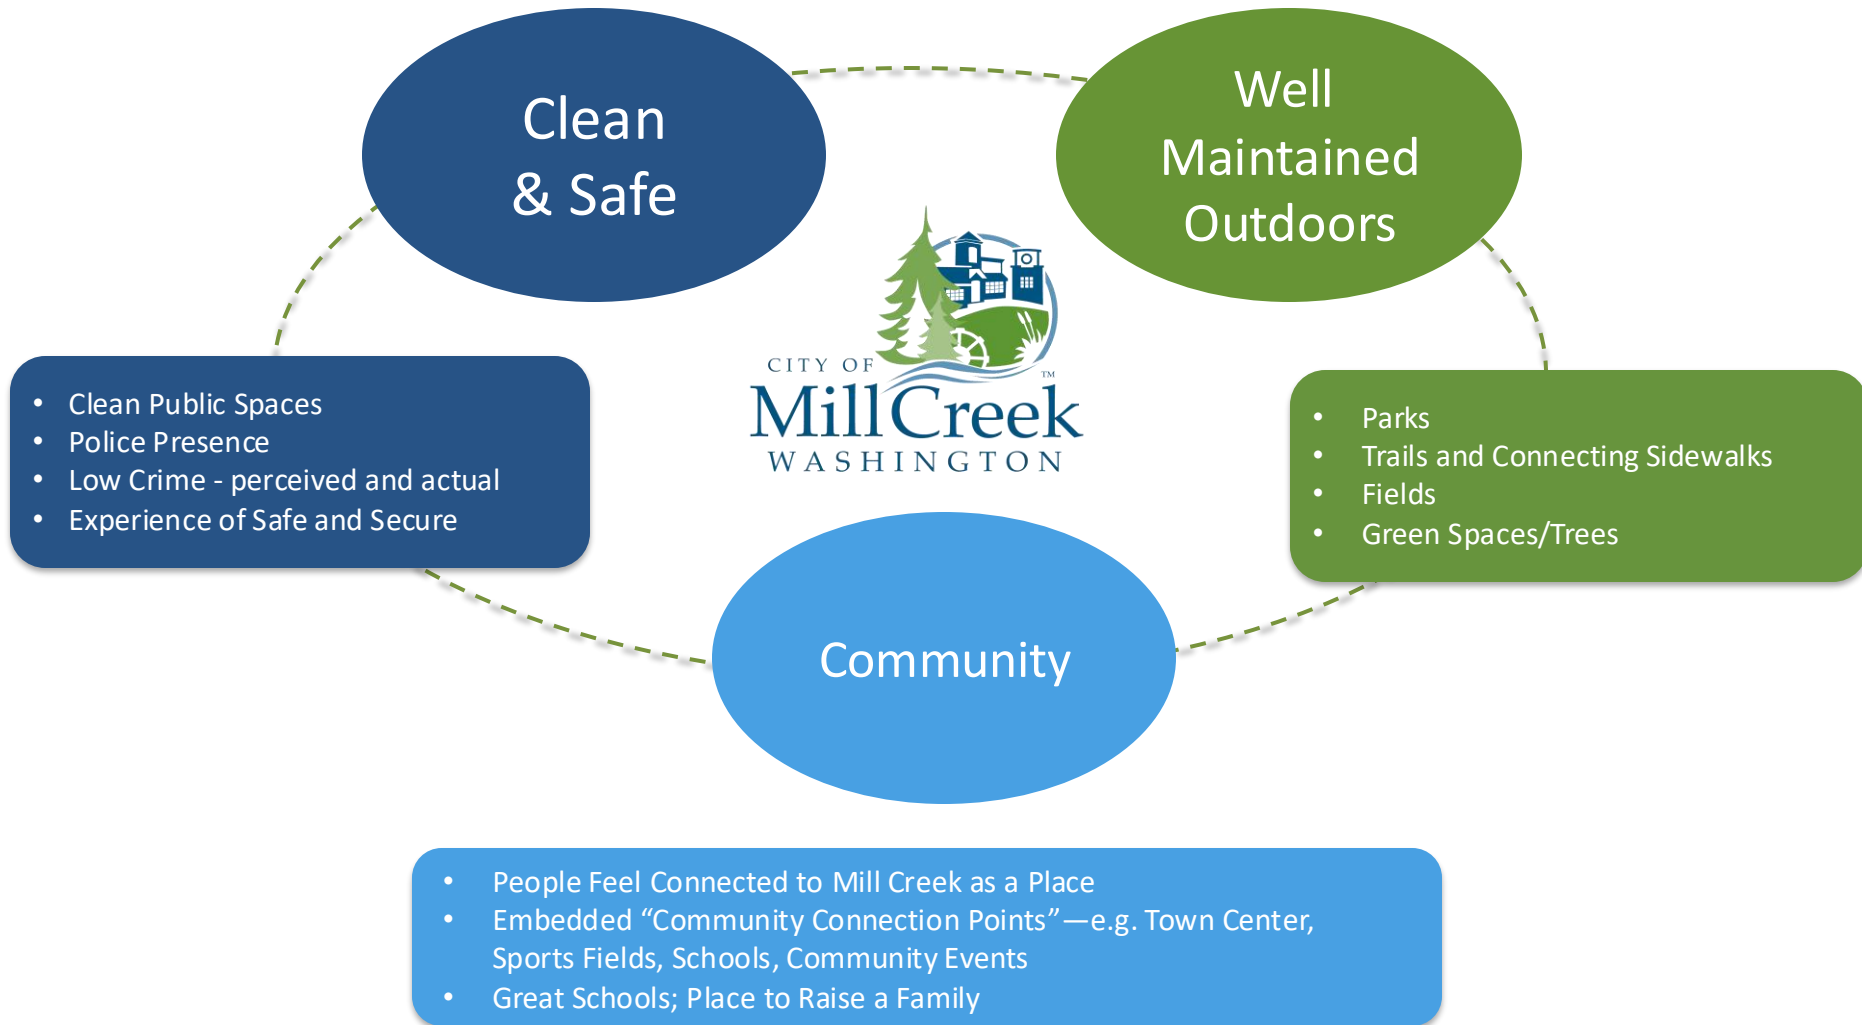 Clean
& Safe
Well
Maintained
Outdoors
CITY OF
Mill Creek™
WASHINGTON
• Clean Public Spaces
• Police Presence
• Low Crime - perceived and actual
• Experience of Safe and Secure
• Parks
• Trails and Connecting Sidewalks
• Fields
• Green Spaces/Trees
Community
• People Feel Connected to Mill Creek as a Place
• Embedded “Community Connection Points”—e.g. Town Center,
Sports Fields, Schools, Community Events
• Great Schools; Place to Raise a Family